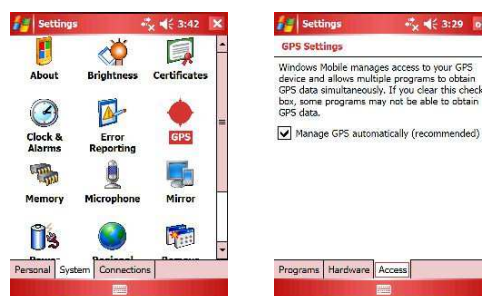 Settings 3:42
About Brightness Certificates
Clock & Alarms
Error Reporting
GPS
Memory Microphone Mirror
Power Regional Remove
Personal System Connections
Settings 3:29
GPS Settings
Windows Mobile manages access to your GPS
device and allows multiple programs to obtain
GPS data simultaneously. If you clear this check
box, some programs may not be able to obtain
GPS data.
Manage GPS automatically (recommended)
Programs Hardware Access